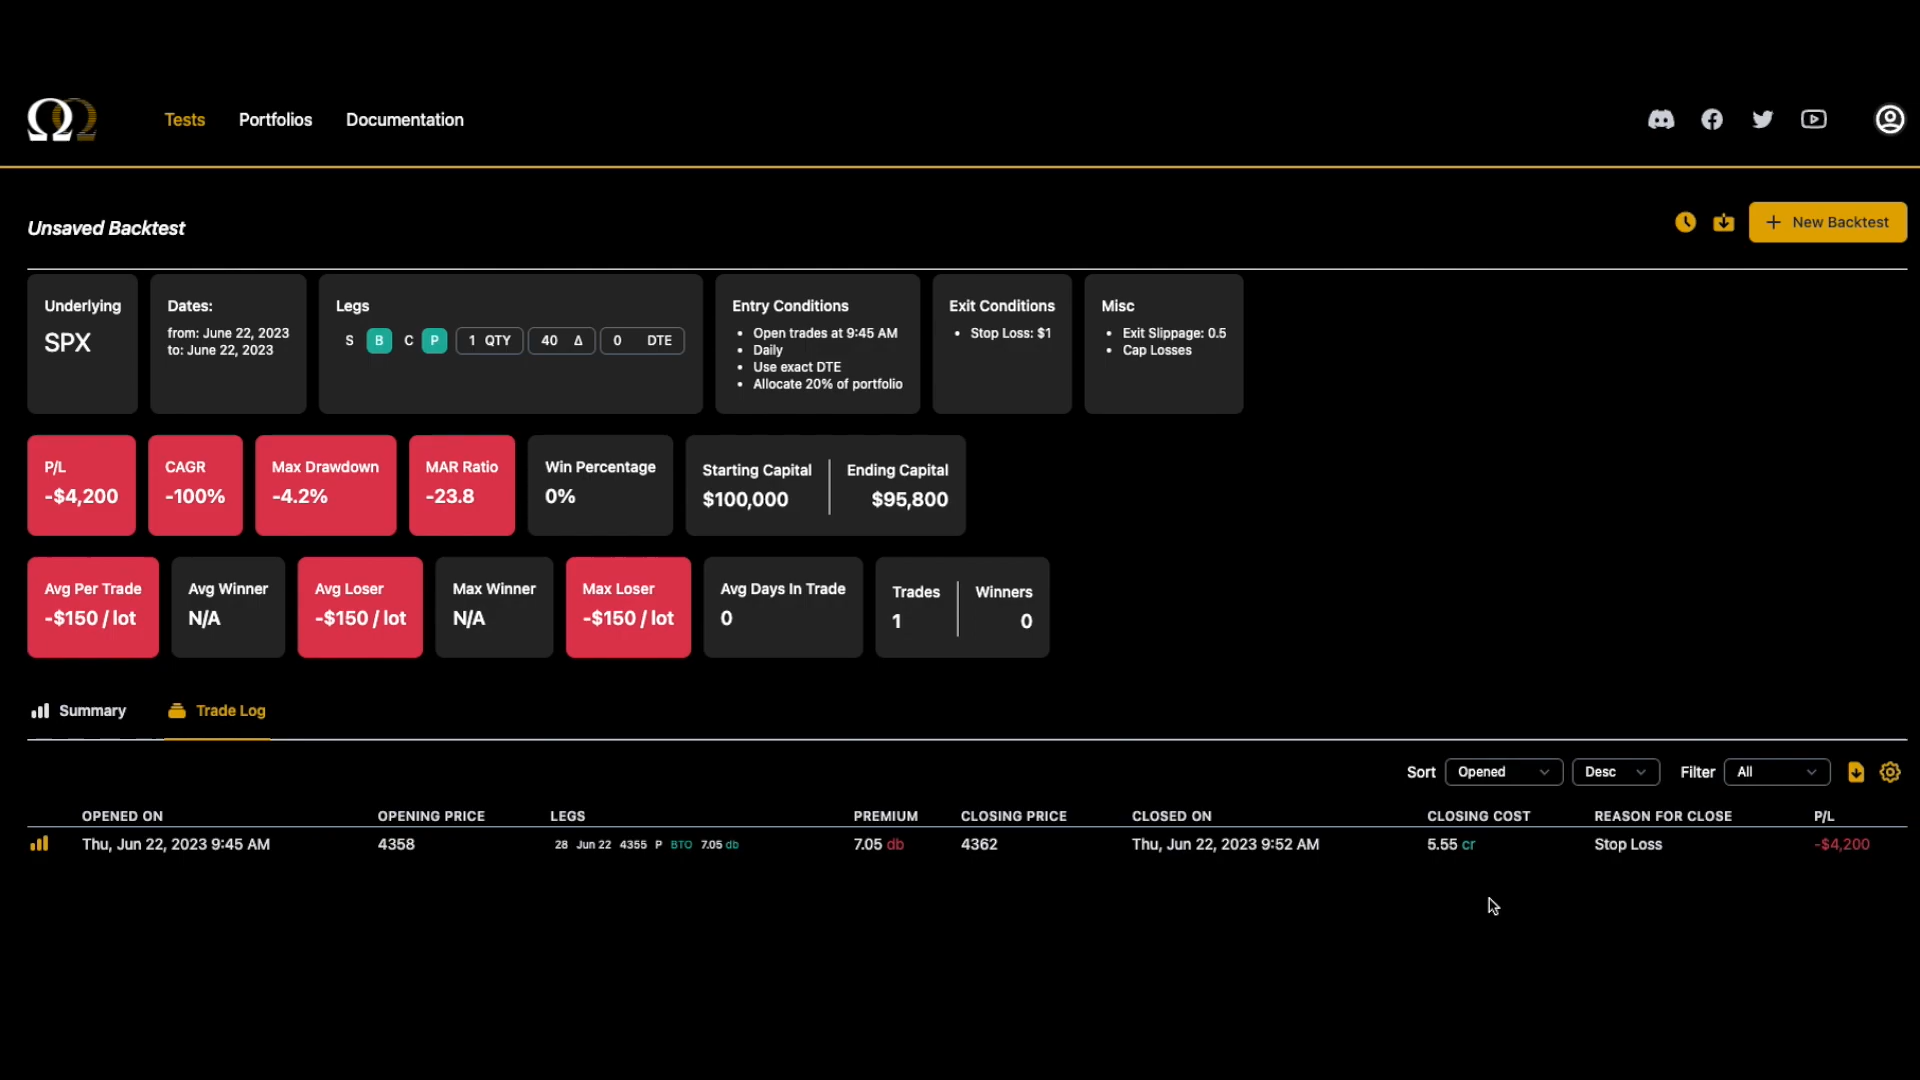 Tests Portfolios Documentation
Unsaved Backtest
+ New Backtest
Underlying
SPX
Dates:
from: June 22, 2023
to: June 22, 2023
Legs
S B C P 1 QTY 40 Δ 0 DTE
Entry Conditions
• Open trades at 9:45 AM
• Daily
• Use exact DTE
• Allocate 20% of portfolio
Exit Conditions
• Stop Loss: $1
Misc
• Exit Slippage: 0.5
• Cap Losses
P/L
-$4,200
CAGR
-100%
Max Drawdown
-4.2%
MAR Ratio
-23.8
Win Percentage
0%
Starting Capital
$100,000
Ending Capital
$95,800
Avg Per Trade
-$150 / lot
Avg Winner
N/A
Avg Loser
-$150 / lot
Max Winner
N/A
Max Loser
-$150 / lot
Avg Days In Trade
0
Trades
1
Winners
0
Summary Trade Log
Sort Opened Desc Filter All
OPENED ON OPENING PRICE LEGS PREMIUM CLOSING PRICE CLOSED ON CLOSING COST REASON FOR CLOSE P/L
Thu, Jun 22, 2023 9:45 AM 4358 28 Jun 22 4355 P BTO 7.05 db 7.05 db 4362 Thu, Jun 22, 2023 9:52 AM 5.55 cr Stop Loss -$4,200